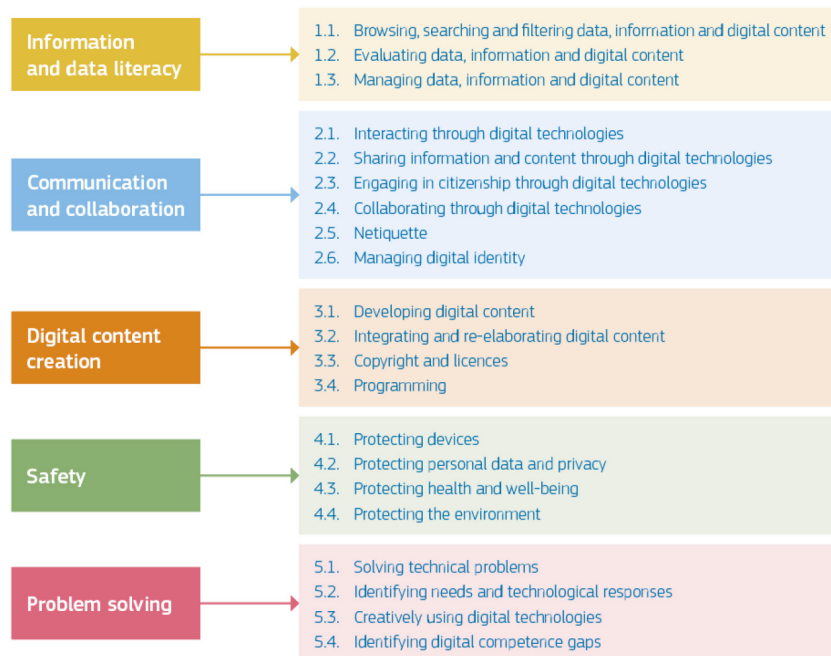 Information
and data literacy
1.1. Browsing, searching and filtering data, information and digital content
1.2. Evaluating data, information and digital content
1.3. Managing data, information and digital content
Communication
and collaboration
2.1. Interacting through digital technologies
2.2. Sharing information and content through digital technologies
2.3. Engaging in citizenship through digital technologies
2.4. Collaborating through digital technologies
2.5. Netiquette
2.6. Managing digital identity
Digital content
creation
3.1. Developing digital content
3.2. Integrating and re-elaborating digital content
3.3. Copyright and licences
3.4. Programming
Safety
4.1. Protecting devices
4.2. Protecting personal data and privacy
4.3. Protecting health and well-being
4.4. Protecting the environment
Problem solving
5.1. Solving technical problems
5.2. Identifying needs and technological responses
5.3. Creatively using digital technologies
5.4. Identifying digital competence gaps